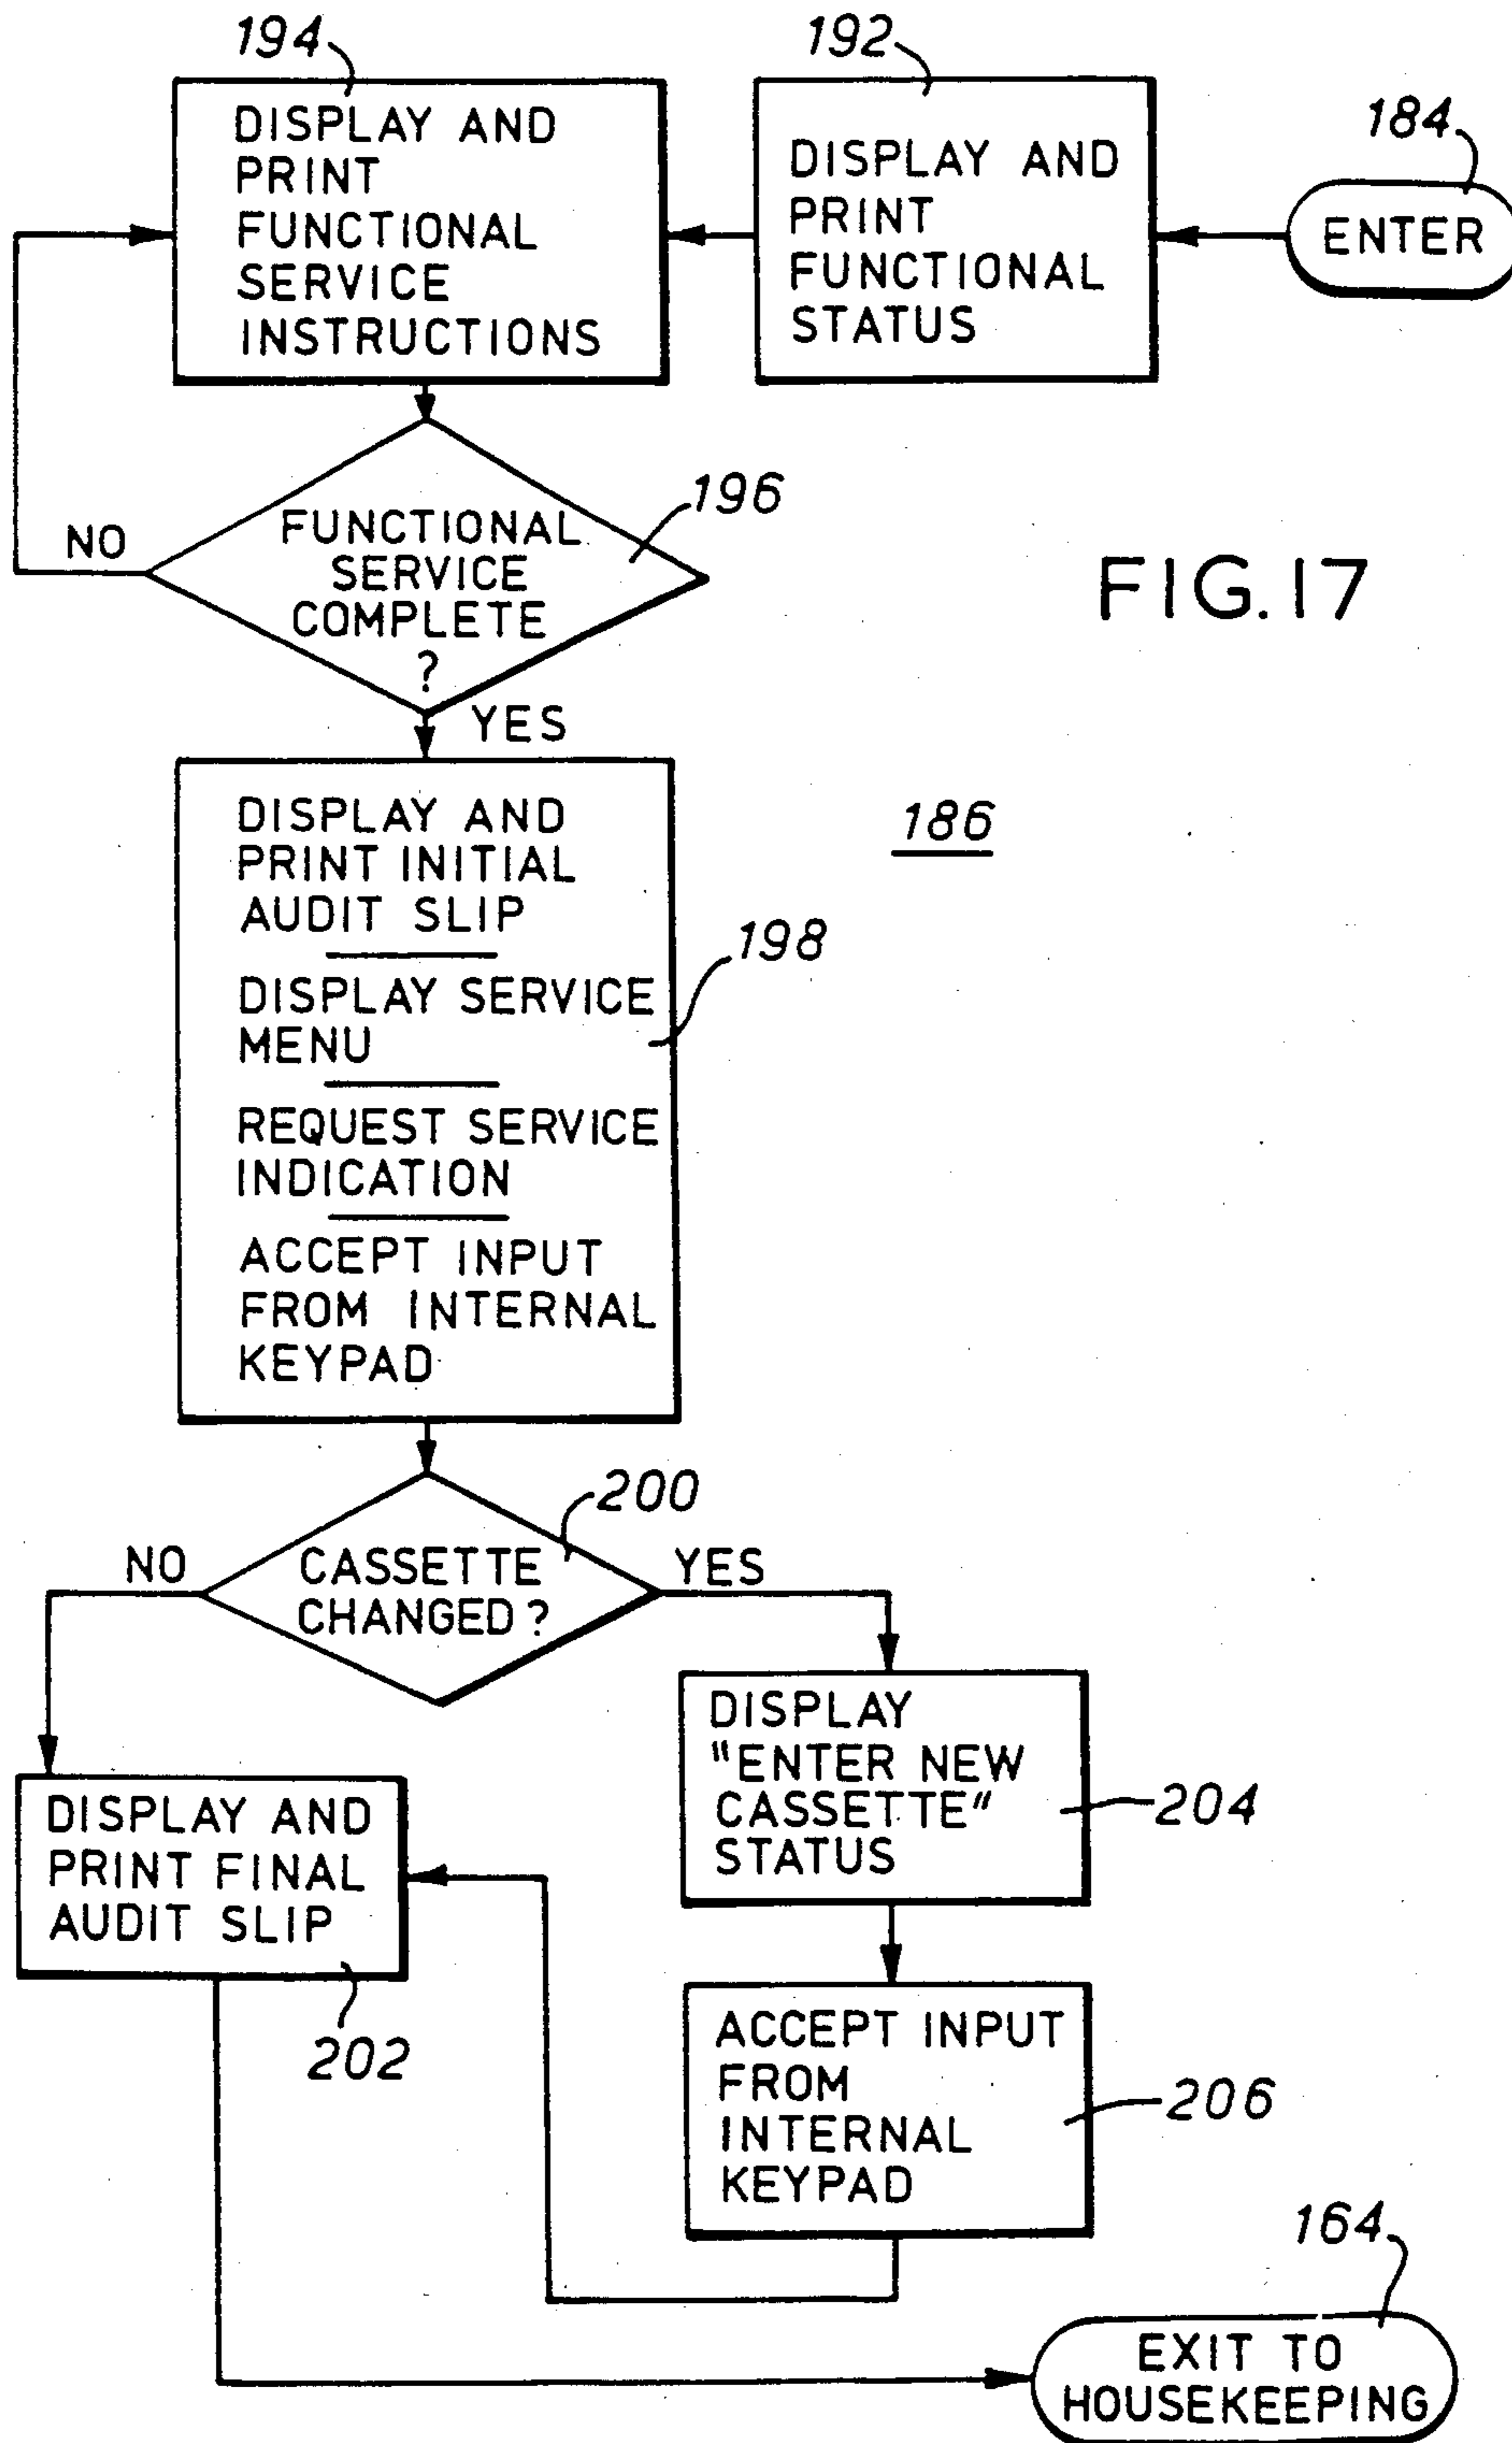 194
192
184
DISPLAY AND
PRINT
FUNCTIONAL
SERVICE
INSTRUCTIONS
DISPLAY AND
PRINT
FUNCTIONAL
STATUS
ENTER
196
NO
FUNCTIONAL
SERVICE
COMPLETE
?
YES
FIG. 17
186
DISPLAY AND
PRINT INITIAL
AUDIT SLIP
DISPLAY SERVICE
MENU
REQUEST SERVICE
INDICATION
ACCEPT INPUT
FROM INTERNAL
KEYPAD
198
200
NO
CASSETTE
CHANGED?
YES
DISPLAY
"ENTER NEW
CASSETTE"
STATUS
204
DISPLAY AND
PRINT FINAL
AUDIT SLIP
202
ACCEPT INPUT
FROM
INTERNAL
KEYPAD
206
164
EXIT TO
HOUSEKEEPING